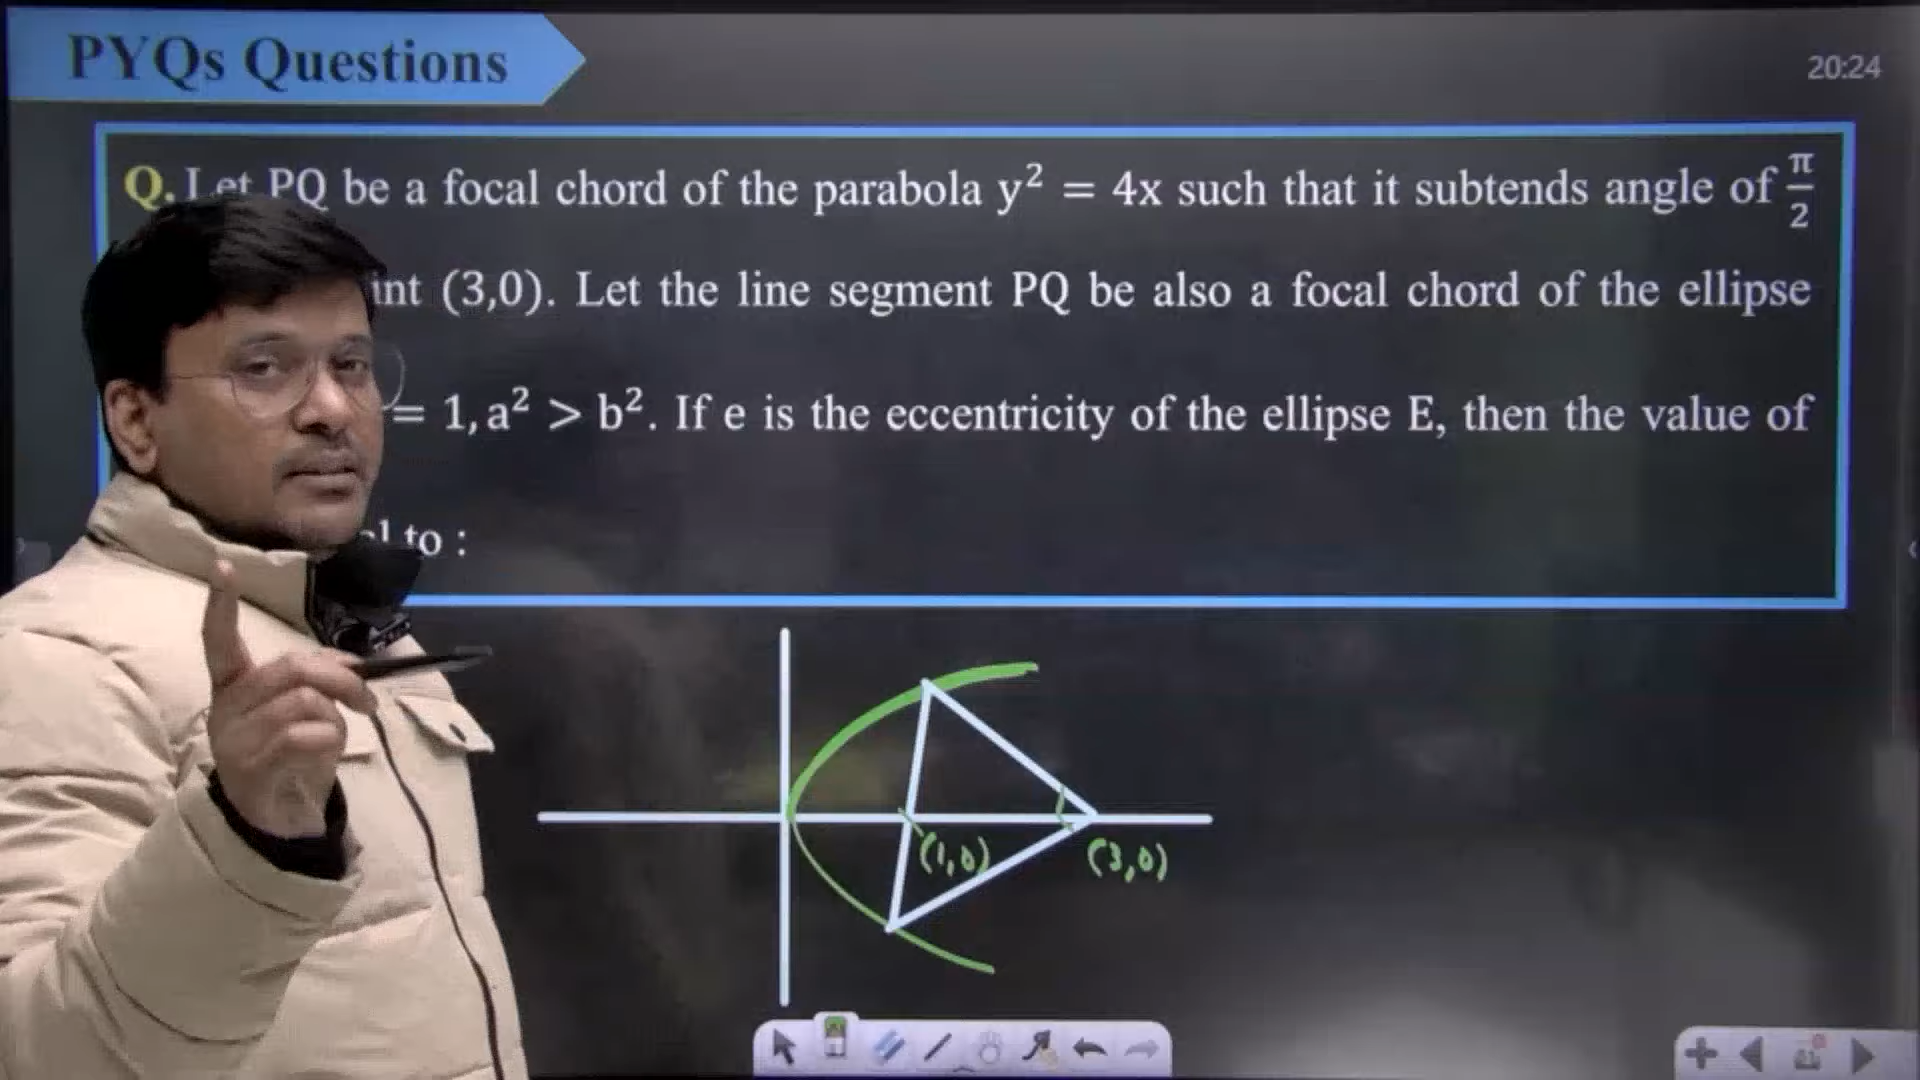 PYQs Questions
20:24
Q. Let PQ be a focal chord of the parabola y² = 4x such that it subtends angle of π/2
int (3,0). Let the line segment PQ be also a focal chord of the ellipse
= 1, a² > b². If e is the eccentricity of the ellipse E, then the value of
al to :
(1,0)
(3,0)